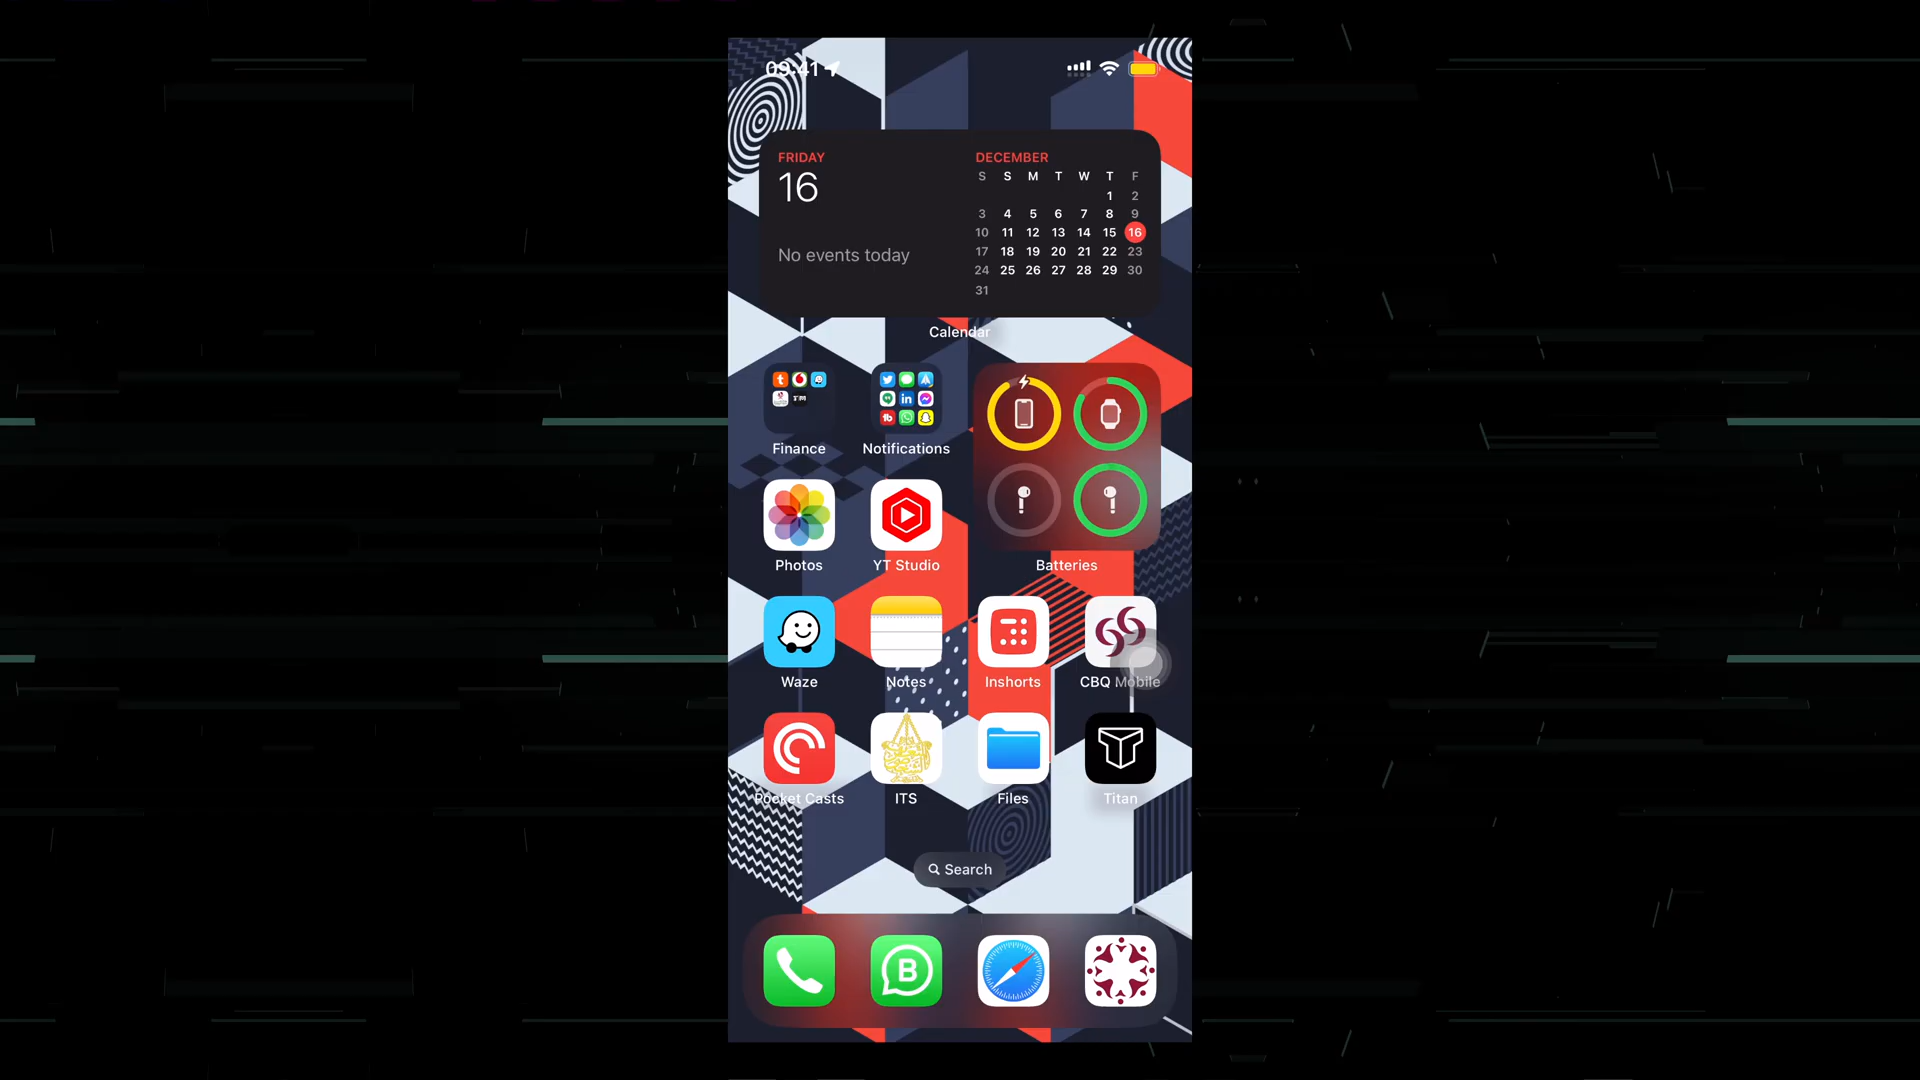 09:41
FRIDAY
16
No events today
DECEMBER
S S M T W T F
1 2
3 4 5 6 7 8 9
10 11 12 13 14 15 16
17 18 19 20 21 22 23
24 25 26 27 28 29 30
31
Calendar
Finance
Notifications
Batteries
Photos
YT Studio
Waze
Notes
Inshorts
CBQ Mobile
Pocket Casts
ITS
Files
Titan
Search
B